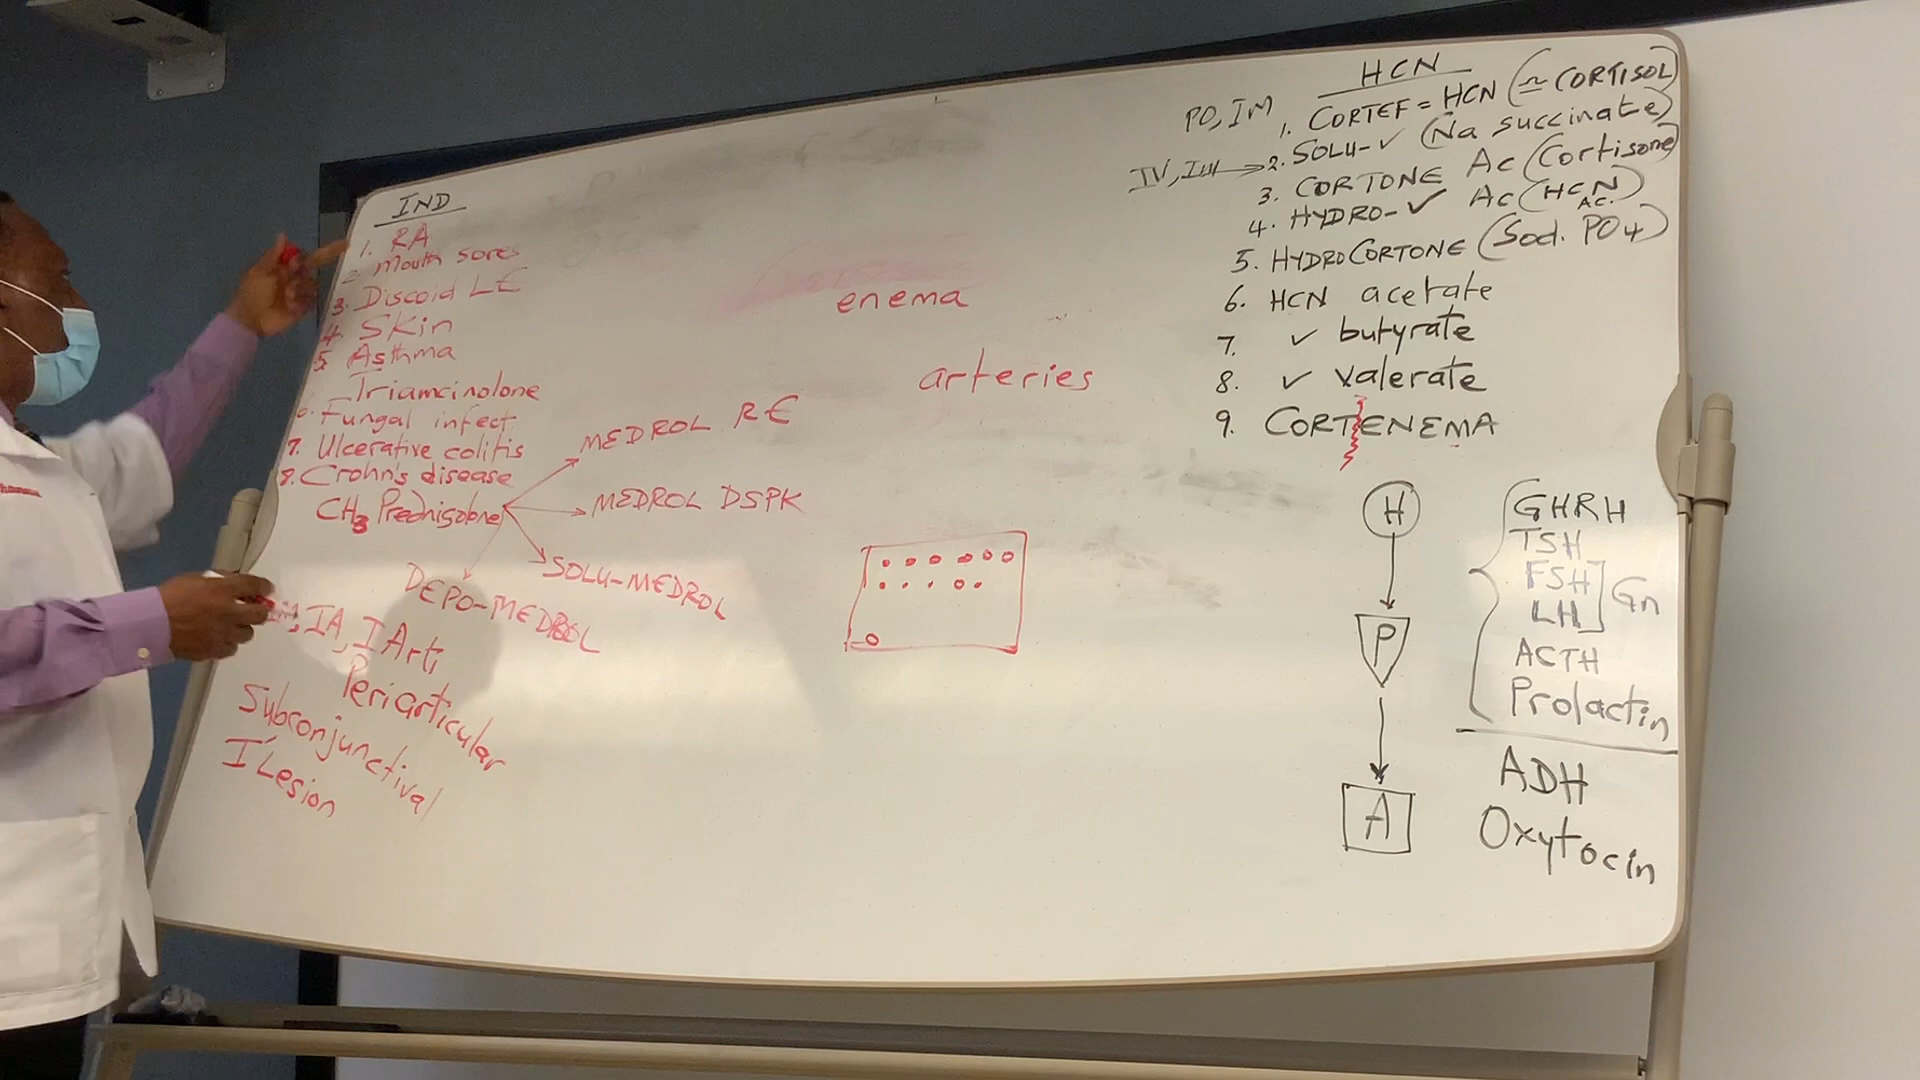 IND
1. RA
2 Mouth sores
3. Discoid LE
4. Skin
5. Asthma
Triamcinolone
6. Fungal infect.
7. Ulcerative colitis
8. Crohn's disease
CH3 Prednisolone
MEDROL RE
MEDROL DSPK
SOLU-MEDROL
DEPO-MEDROL
IA, IArt,
Periarticular
Subconjunctival
ILesion
enema
arteries
HCN
PO, IM
1. CORTEF = HCN (≃ CORTISOL)
IV, IM → 2. SOLU- ✓ (Na succinate)
3. CORTONE Ac (Cortisone)
4. HYDRO- ✓ Ac (HCN Ac.)
5. HYDROCORTONE (Sod. PO4)
6. HCN acetate
7. ✓ butyrate
8. ✓ valerate
9. CORTENEMA
H
P
A
GHRH
TSH
FSH
LH
Gn
ACTH
Prolactin
ADH
Oxytocin